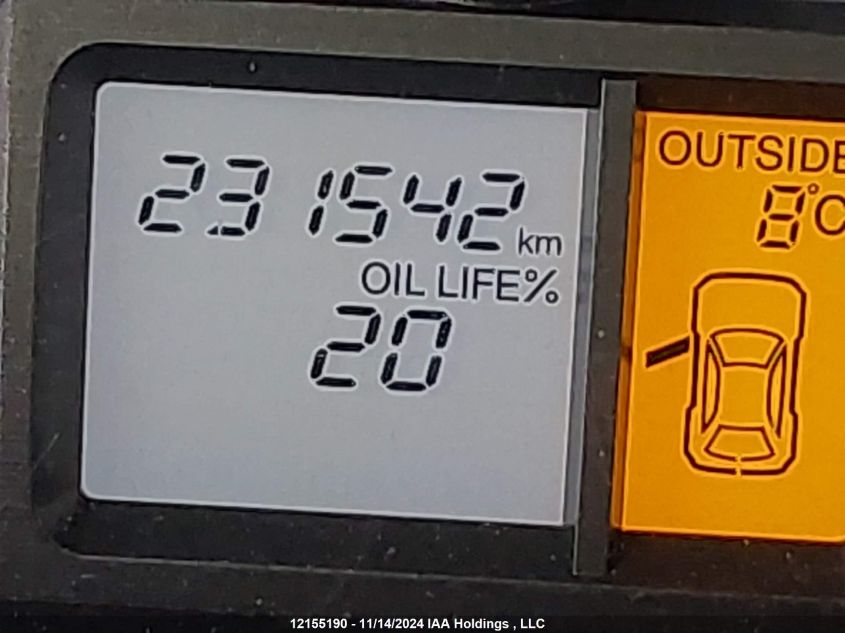 231542 km
OIL LIFE%
20
OUTSIDE
8°C
12155190 - 11/14/2024 IAA Holdings , LLC